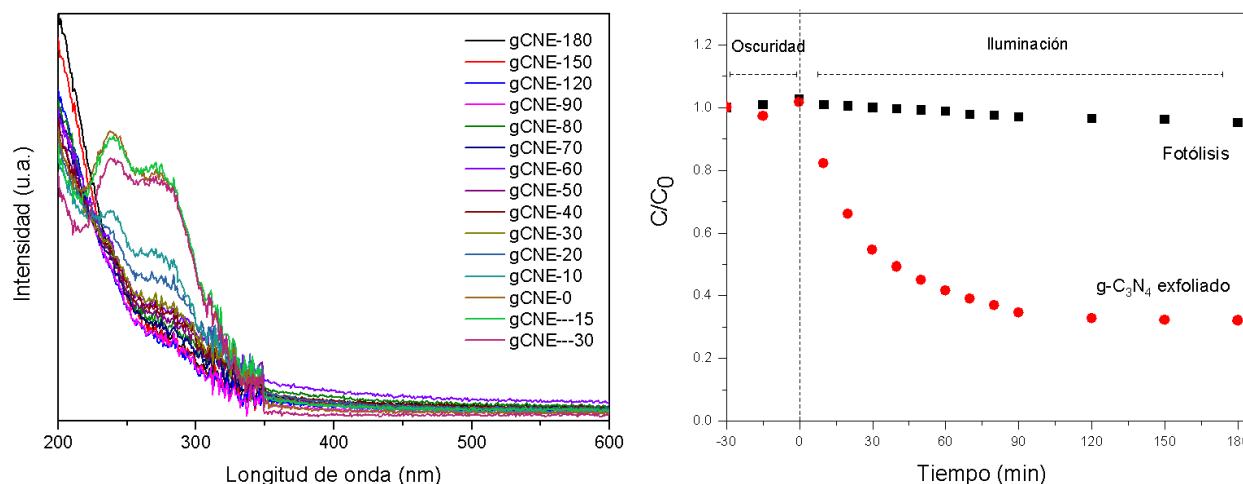 Intensidad (u.a.)
gCNE-180
gCNE-150
gCNE-120
gCNE-90
gCNE-80
gCNE-70
gCNE-60
gCNE-50
gCNE-40
gCNE-30
gCNE-20
gCNE-10
gCNE-0
gCNE---15
gCNE---30
200 300 400 500 600
Longitud de onda (nm)
C/C₀
1.2
1.0
0.8
0.6
0.4
0.2
0.0
Oscuridad
Iluminación
Fotólisis
g-C₃N₄ exfoliado
-30 0 30 60 90 120 150 180
Tiempo (min)